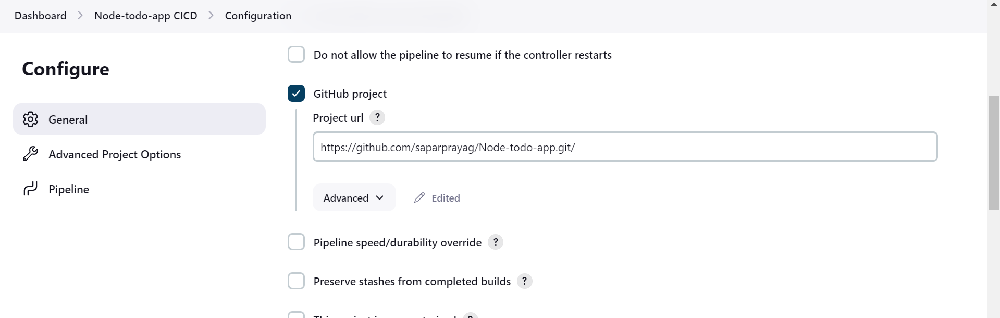 Dashboard > Node-todo-app CICD > Configuration
Configure
General
Advanced Project Options
Pipeline
Do not allow the pipeline to resume if the controller restarts
GitHub project
Project url ?
https://github.com/saparprayag/Node-todo-app.git/
Advanced
Edited
Pipeline speed/durability override ?
Preserve stashes from completed builds ?